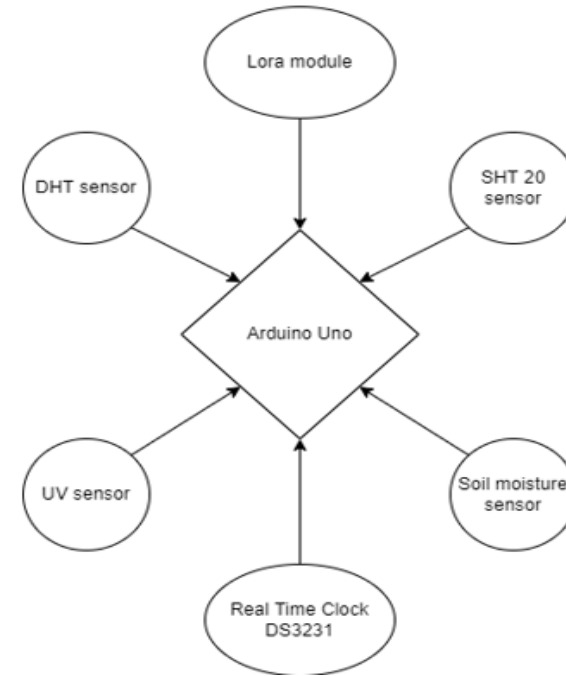 Lora module
DHT sensor
SHT 20
sensor
Arduino Uno
UV sensor
Soil moisture
sensor
Real Time Clock
DS3231